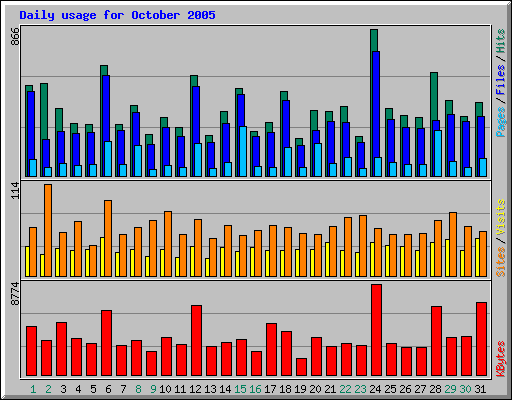 Daily usage for October 2005
866
Pages / Files / Hits
114
Sites / Visits
8774
KBytes
1 2 3 4 5 6 7 8 9 10 11 12 13 14 15 16 17 18 19 20 21 22 23 24 25 26 27 28 29 30 31